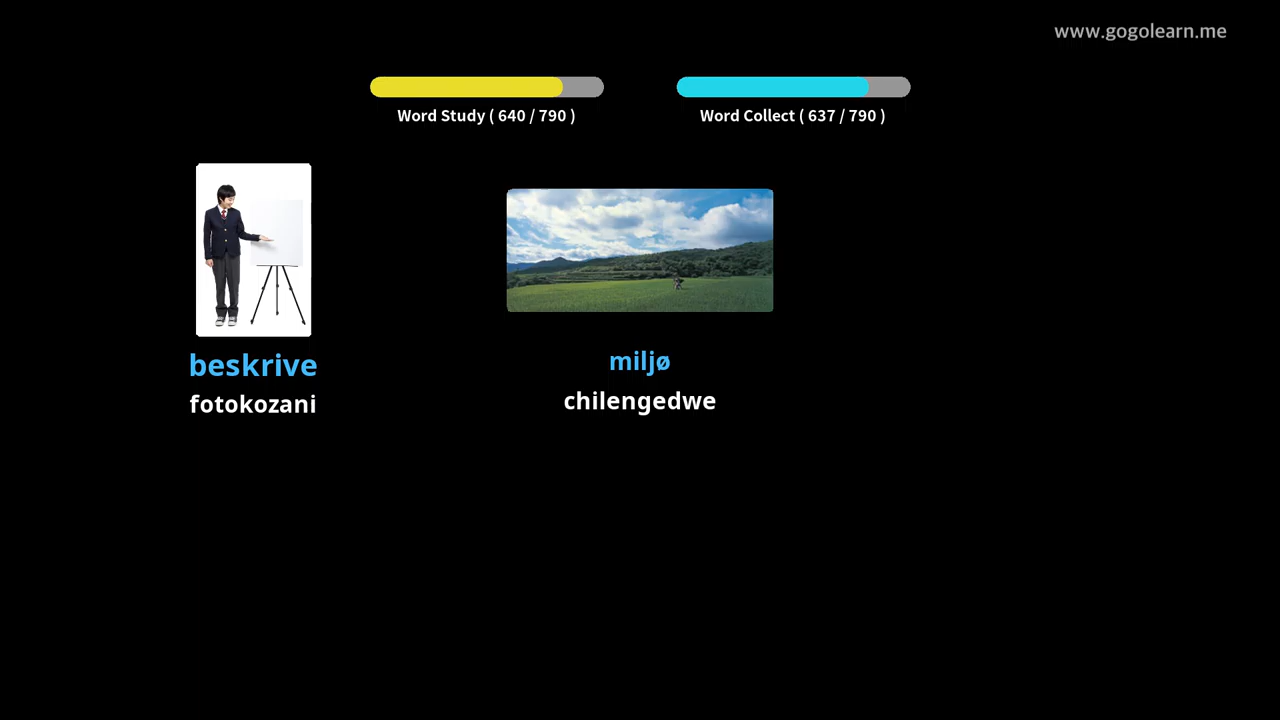 www.gogolearn.me
Word Study ( 640 / 790 )
Word Collect ( 637 / 790 )
beskrive
fotokozani
miljø
chilengedwe